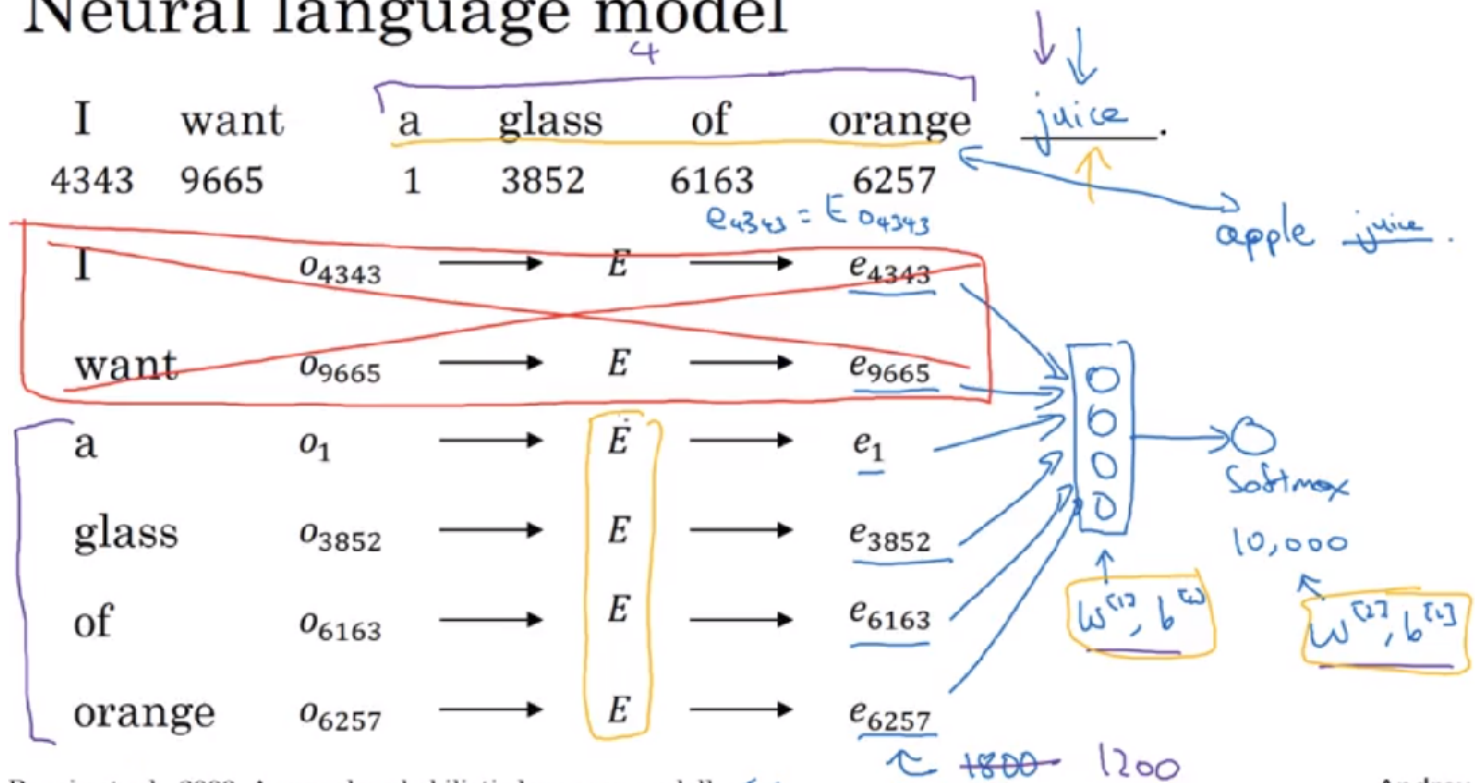 Neural language model
4
I want a glass of orange juice.
4343 9665 1 3852 6163 6257
e4343 = E o4343
apple juice.
I o4343 E e4343
want o9665 E e9665
a o1 E e1
glass o3852 E e3852
Softmax
10,000
of o6163 E e6163
W[1], b[1] W[2], b[2]
orange o6257 E e6257
1800 1200